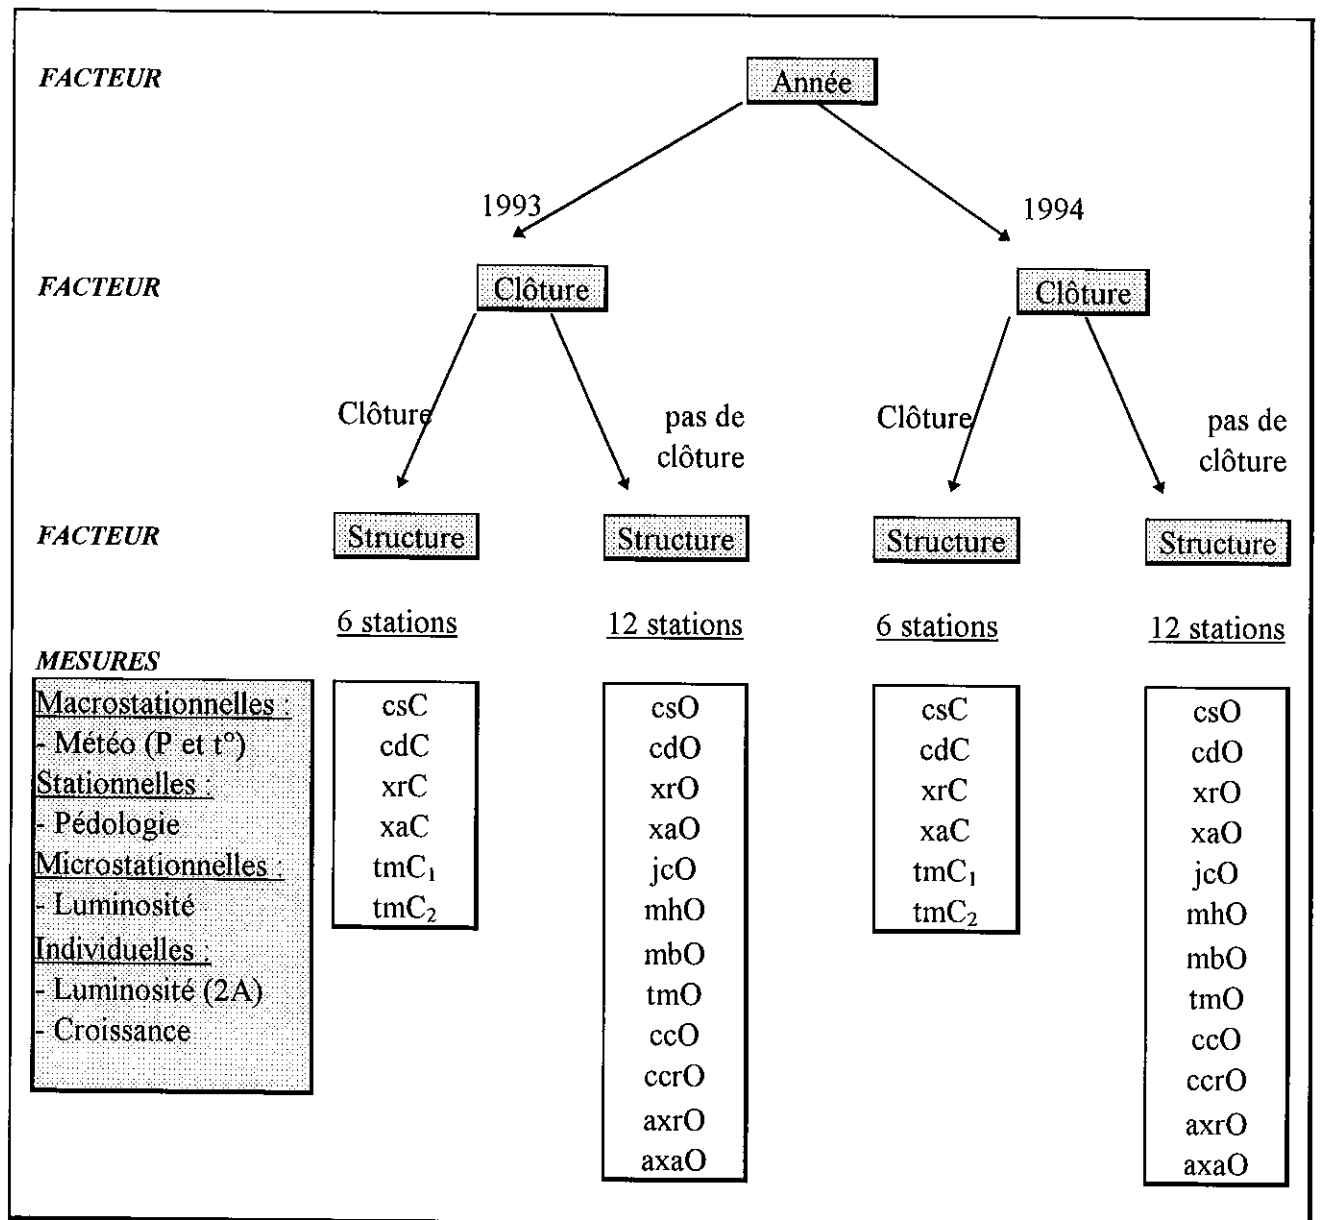 FACTEUR
Année
1993
1994
FACTEUR
Clôture
Clôture
Clôture
pas de
clôture
Clôture
pas de
clôture
FACTEUR
Structure
Structure
Structure
Structure
6 stations
12 stations
6 stations
12 stations
MESURES
Macrostationnelles :
- Météo (P et t°)
Stationnelles :
- Pédologie
Microstationnelles :
- Luminosité
Individuelles :
- Luminosité (2A)
- Croissance
csC
cdC
xrC
xaC
tmC₁
tmC₂
csO
cdO
xrO
xaO
jcO
mhO
mbO
tmO
ccO
ccrO
axrO
axaO
csC
cdC
xrC
xaC
tmC₁
tmC₂
csO
cdO
xrO
xaO
jcO
mhO
mbO
tmO
ccO
ccrO
axrO
axaO